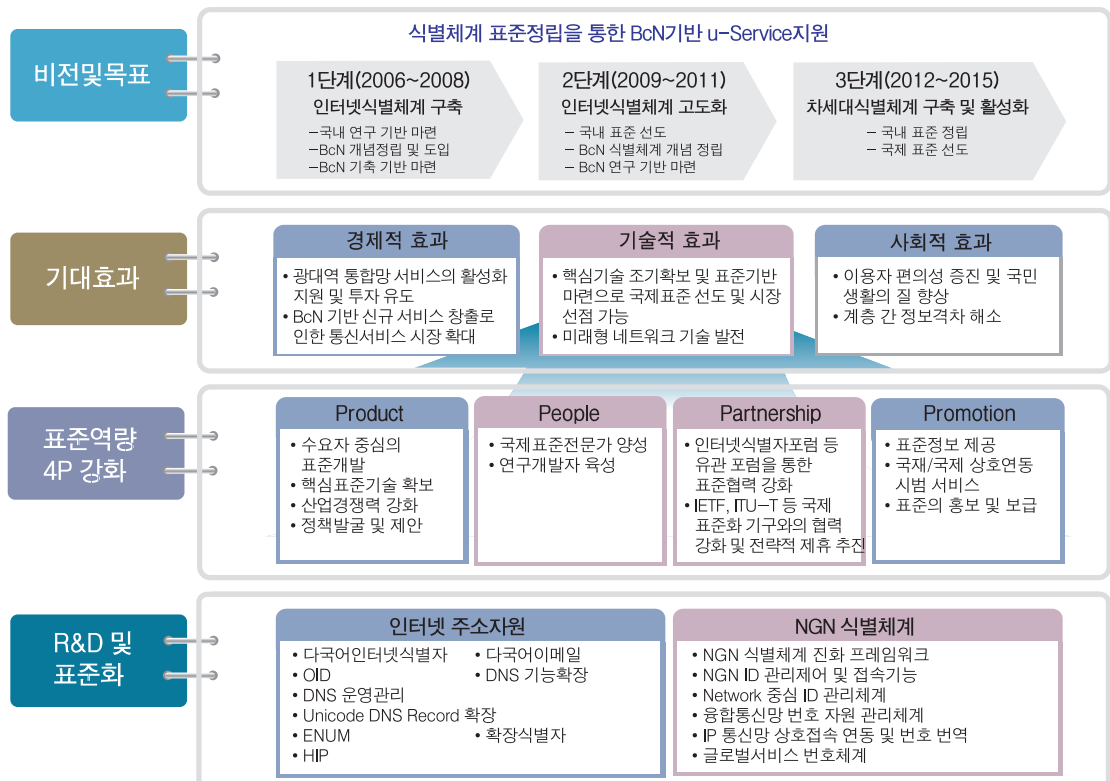 비전및목표
식별체계 표준정립을 통한 BcN기반 u-Service지원
1단계(2006~2008)
인터넷식별체계 구축
-국내 연구 기반 마련
-BcN 개념정립 및 도입
-BcN 기축 기반 마련
2단계(2009~2011)
인터넷식별체계 고도화
- 국내 표준 선도
- BcN 식별체계 개념 정립
- BcN 연구 기반 마련
3단계(2012~2015)
차세대식별체계 구축 및 활성화
- 국내 표준 정립
- 국제 표준 선도
기대효과
경제적 효과
• 광대역 통합망 서비스의 활성화
지원 및 투자 유도
• BcN 기반 신규 서비스 창출로
인한 통신서비스 시장 확대
기술적 효과
• 핵심기술 조기확보 및 표준기반
마련으로 국제표준 선도 및 시장
선점 가능
• 미래형 네트워크 기술 발전
사회적 효과
• 이용자 편의성 증진 및 국민
생활의 질 향상
• 계층 간 정보격차 해소
표준역량
4P 강화
Product
• 수요자 중심의
표준개발
• 핵심표준기술 확보
• 산업경쟁력 강화
• 정책발굴 및 제안
People
• 국제표준전문가 양성
• 연구개발자 육성
Partnership
• 인터넷식별자포럼 등
유관 포럼을 통한
표준협력 강화
• IETF, ITU-T 등 국제
표준화 기구와의 협력
강화 및 전략적 제휴 추진
Promotion
• 표준정보 제공
• 국재/국제 상호연동
시범 서비스
• 표준의 홍보 및 보급
R&D 및
표준화
인터넷 주소자원
• 다국어인터넷식별자
• OID
• DNS 운영관리
• Unicode DNS Record 확장
• ENUM
• HIP
• 다국어이메일
• DNS 기능확장
• 확장식별자
NGN 식별체계
• NGN 식별체계 진화 프레임워크
• NGN ID 관리제어 및 접속기능
• Network 중심 ID 관리체계
• 융합통신망 번호 자원 관리체계
• IP 통신망 상호접속 연동 및 번호 번역
• 글로벌서비스 번호체계